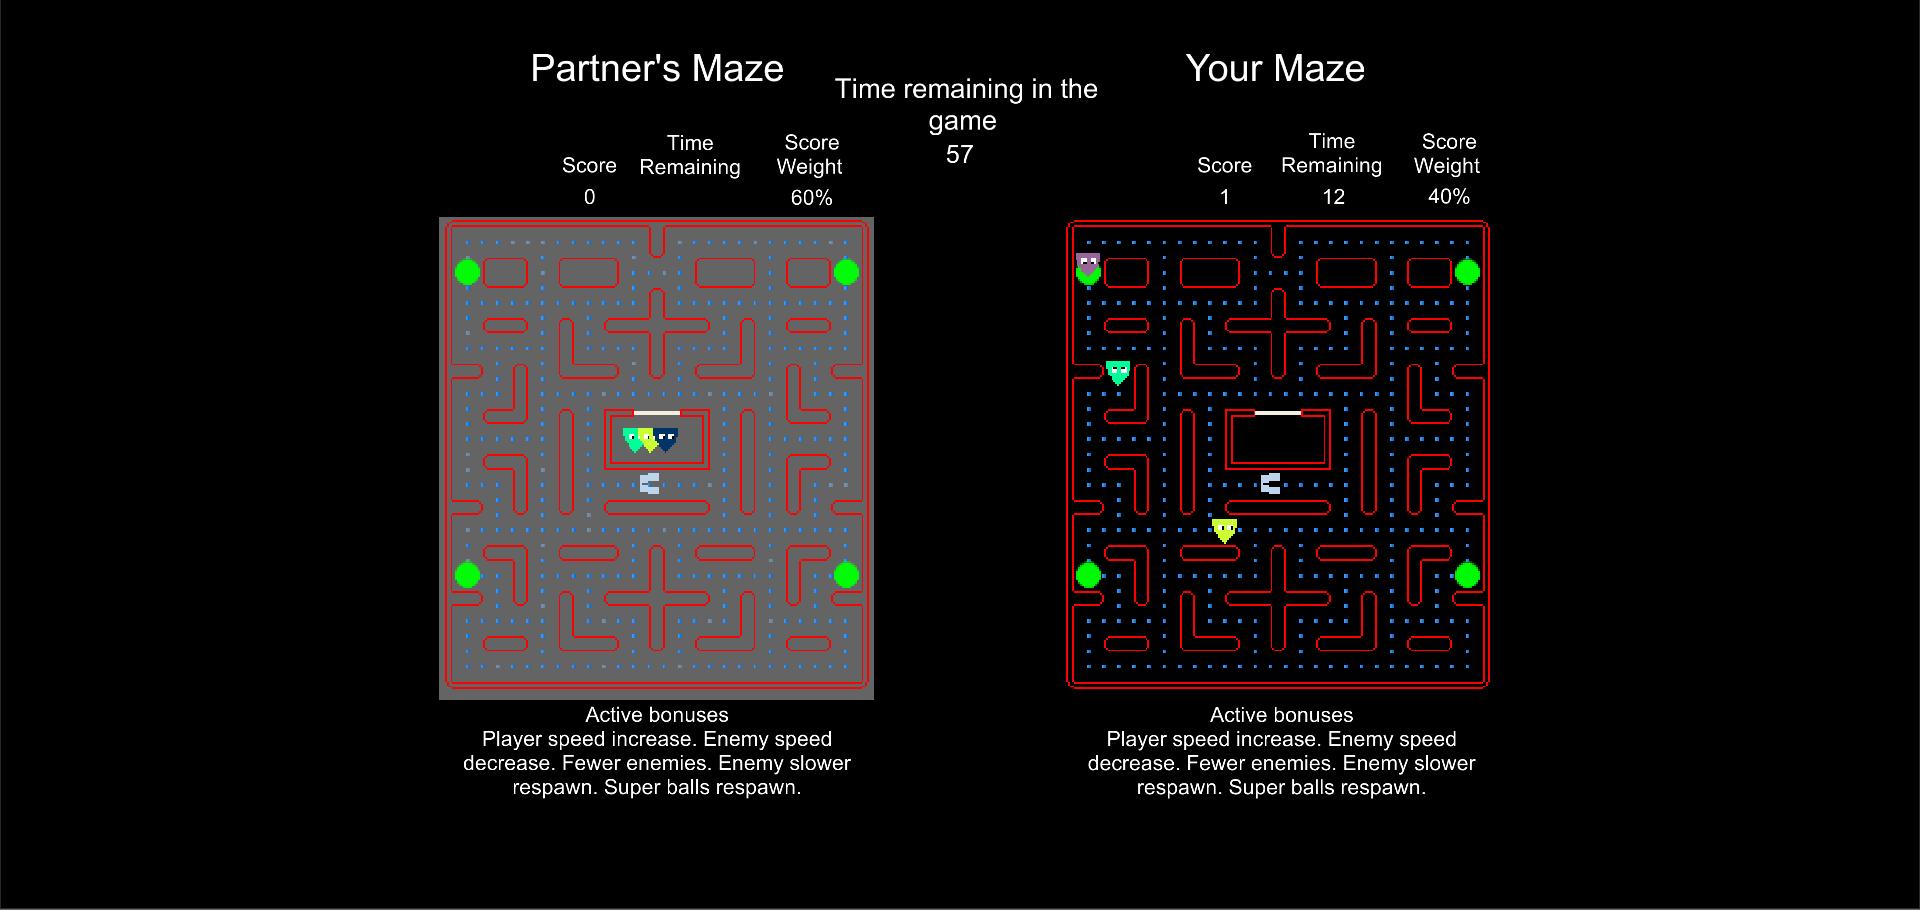 Partner's Maze
Your Maze
Time remaining in the
game
57
Score
Time
Remaining
Score
Weight
0
60%
Score
Time
Remaining
Score
Weight
1
12
40%
Active bonuses
Player speed increase. Enemy speed
decrease. Fewer enemies. Enemy slower
respawn. Super balls respawn.
Active bonuses
Player speed increase. Enemy speed
decrease. Fewer enemies. Enemy slower
respawn. Super balls respawn.